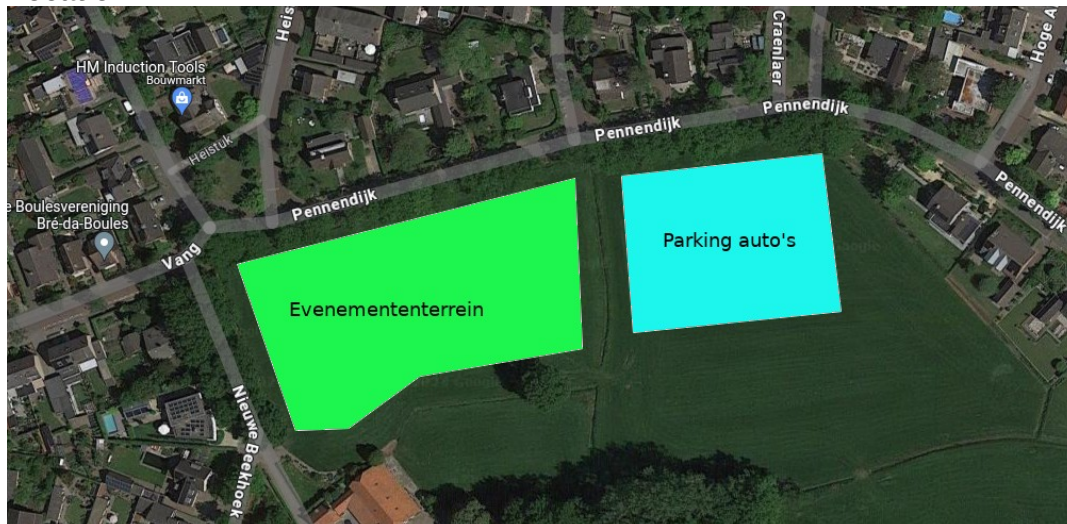 Heis
Craenlaer
Hoge A
HM Induction Tools
Bouwmarkt
Pennendijk
Pennendijk
Heistuk
Pennendijk
Pennendijk
e Boulesvereniging
Bré-da-Boules
Vang
Parking auto's
Evenemententerrein
Nieuwe Beekhoek
Google